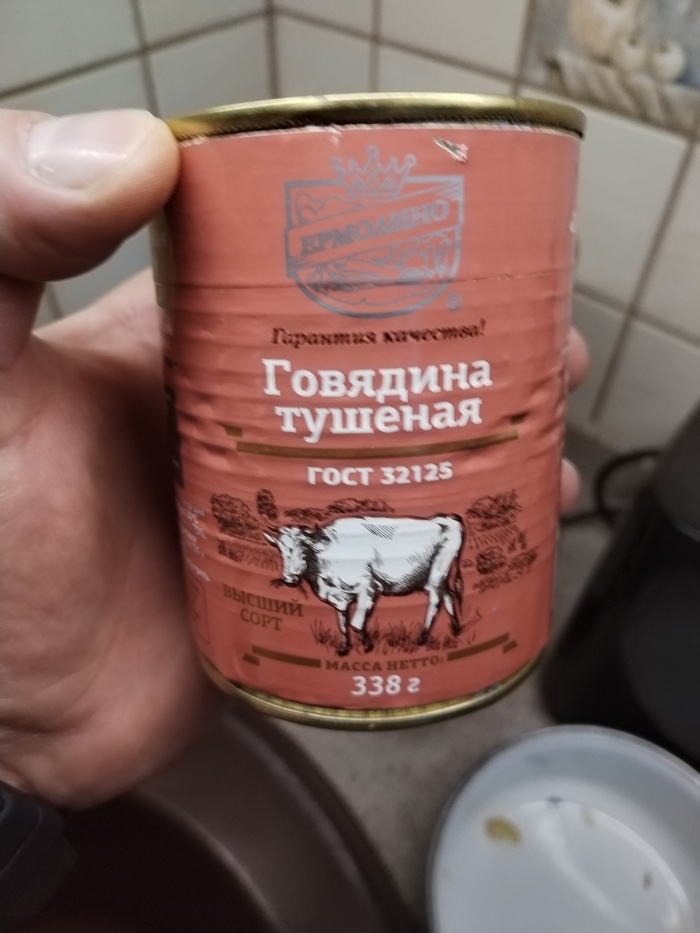 ЕРМОЛИНО
®
Гарантия качества!
Говядина
тушеная
ГОСТ 32125
ВЫСШИЙ
СОРТ
МАССА НЕТТО:
338 г